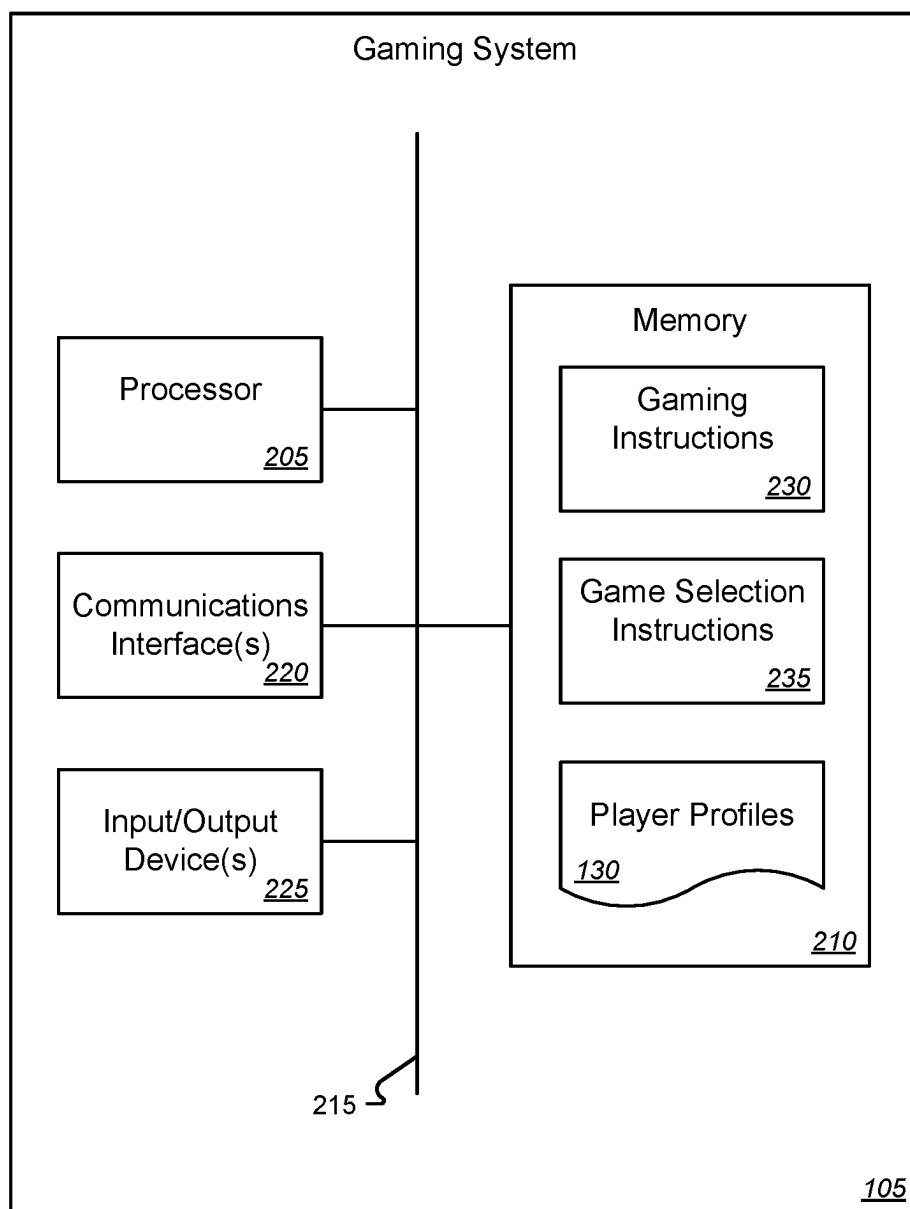 Gaming System
Processor
205
Communications
Interface(s)
220
Input/Output
Device(s)
225
Memory
Gaming
Instructions
230
Game Selection
Instructions
235
Player Profiles
130
210
215
105